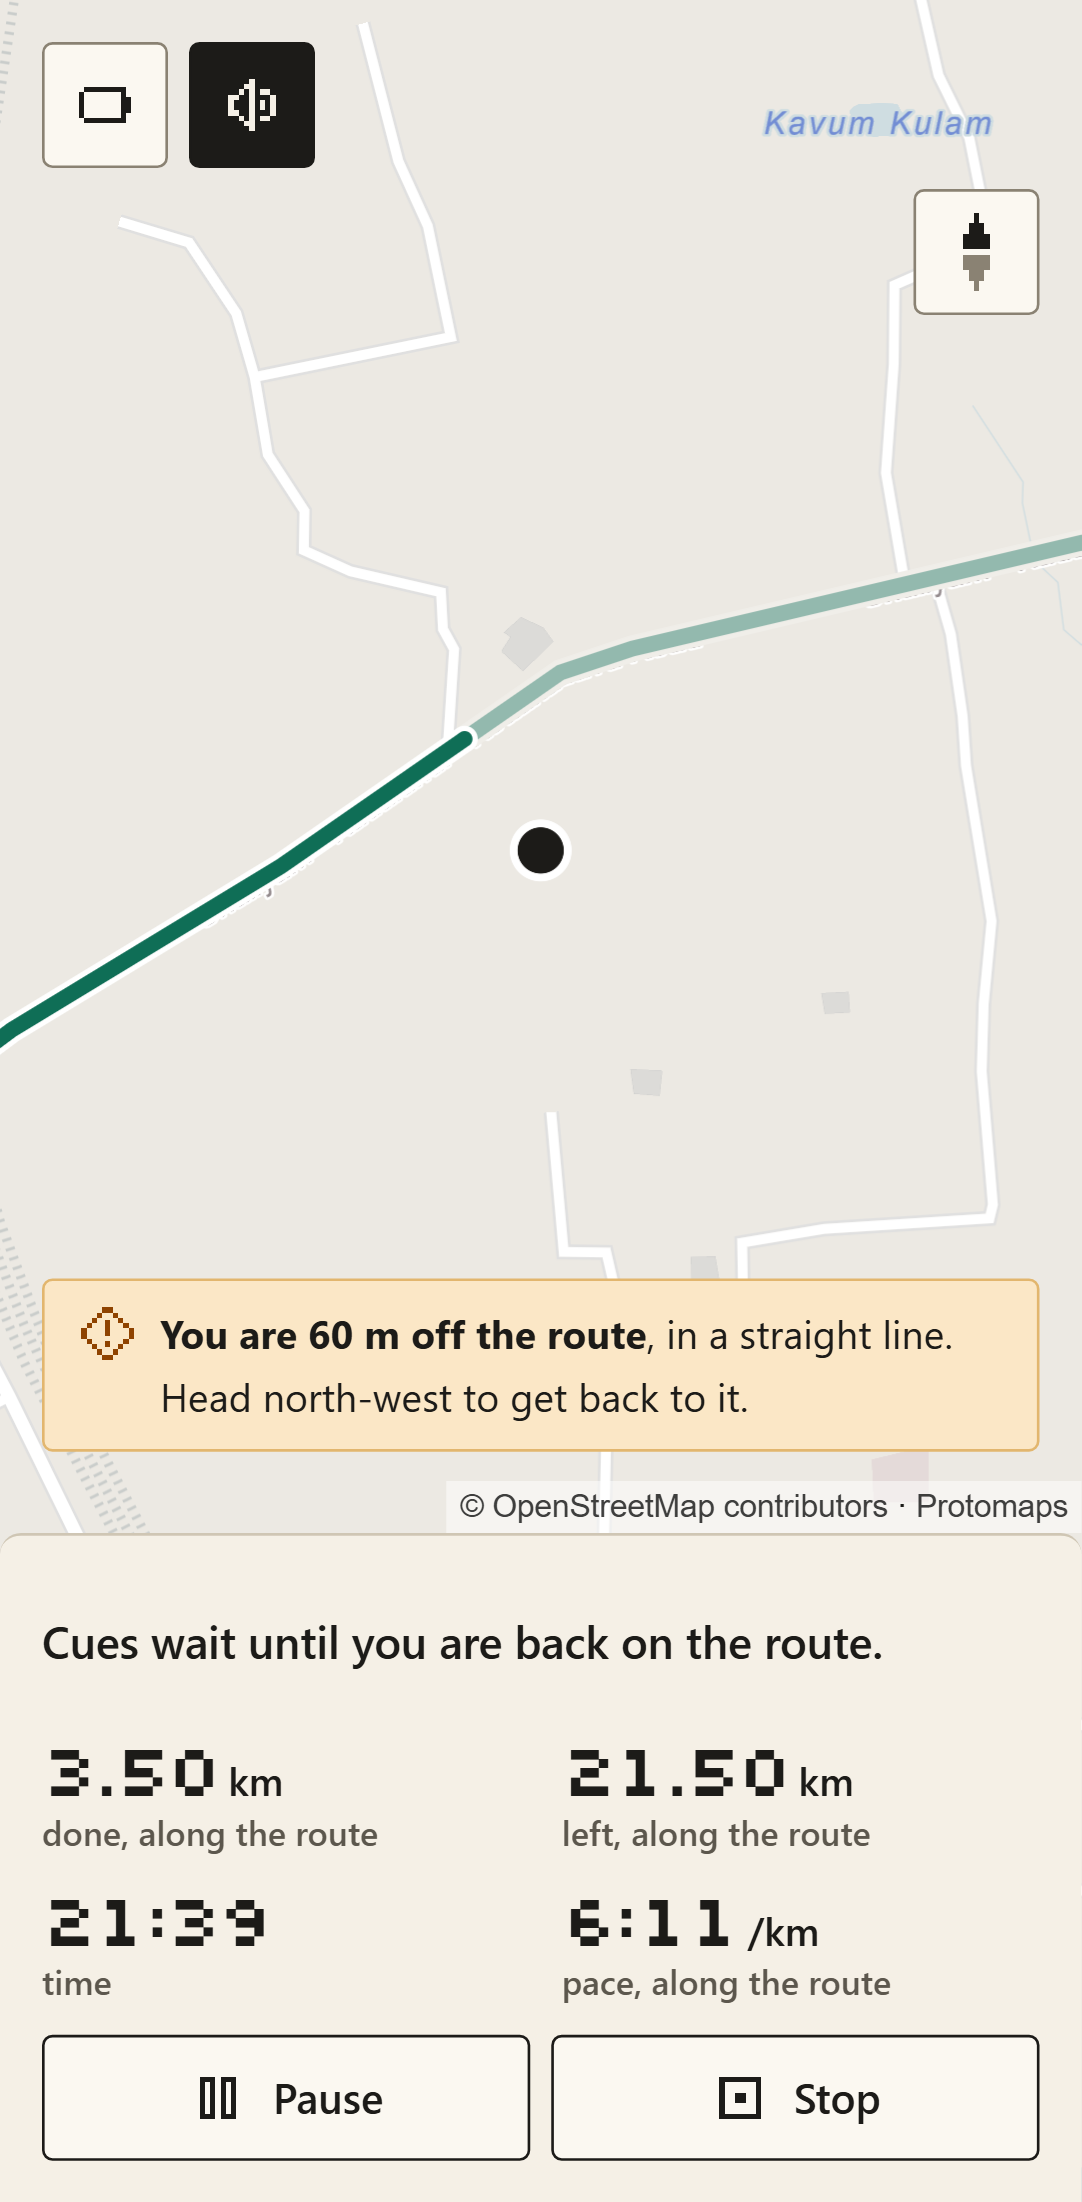 Kavum Kulam
You are 60 m off the route, in a straight line.
Head north-west to get back to it.
© OpenStreetMap contributors · Protomaps
Cues wait until you are back on the route.
3.50 km
done, along the route
21.50 km
left, along the route
21:39
time
6:11 /km
pace, along the route
Pause
Stop